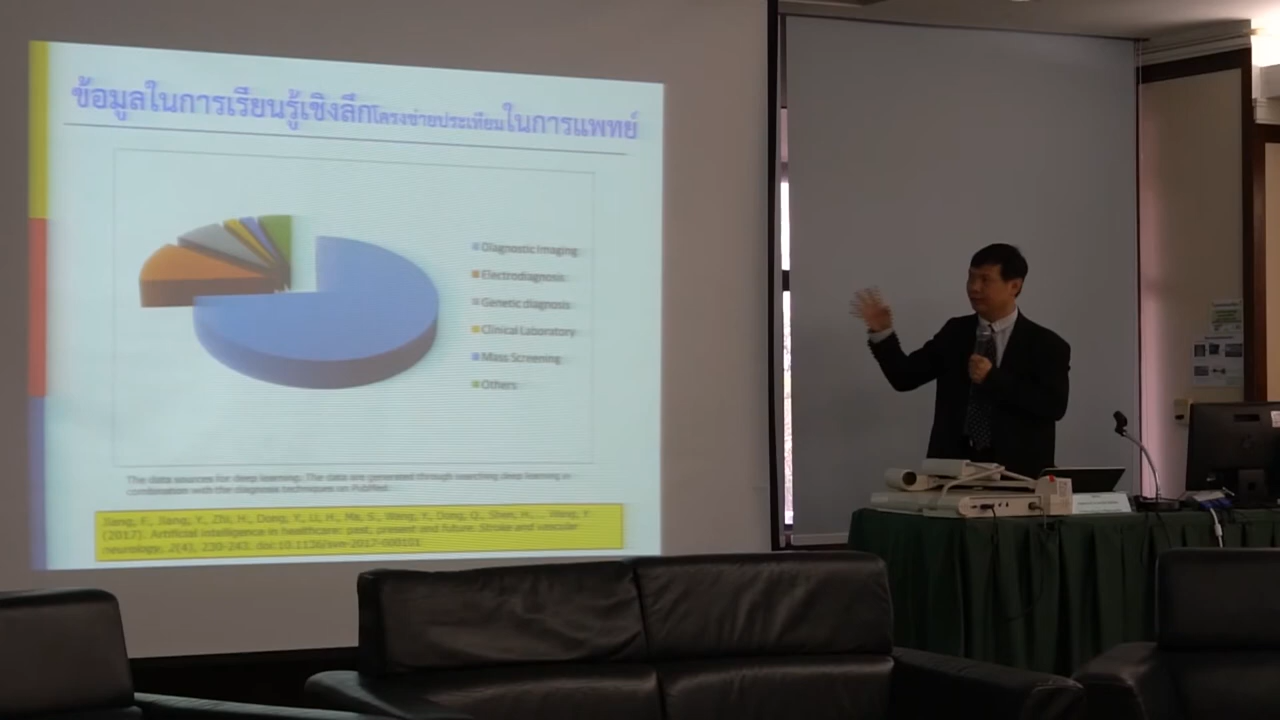 ข้อมูลในการเรียนรู้เชิงลึกโครงข่ายประเทียมในการแพทย์
Diagnostic Imaging
Electrodiagnosis
Genetic diagnosis
Clinical Laboratory
Mass Screening
Others
The data sources for deep learning. The data are generated through searching deep learning in
combination with the diagnosis techniques on PubMed.
Jiang, F., Jiang, Y., Zhi, H., Dong, Y., Li, H., Ma, S., Wang, Y., Dong, Q., Shen, H., ... Wang, Y.
(2017). Artificial intelligence in healthcare: past, present and future. Stroke and vascular
neurology, 2(4), 230-243. doi:10.1136/svn-2017-000101